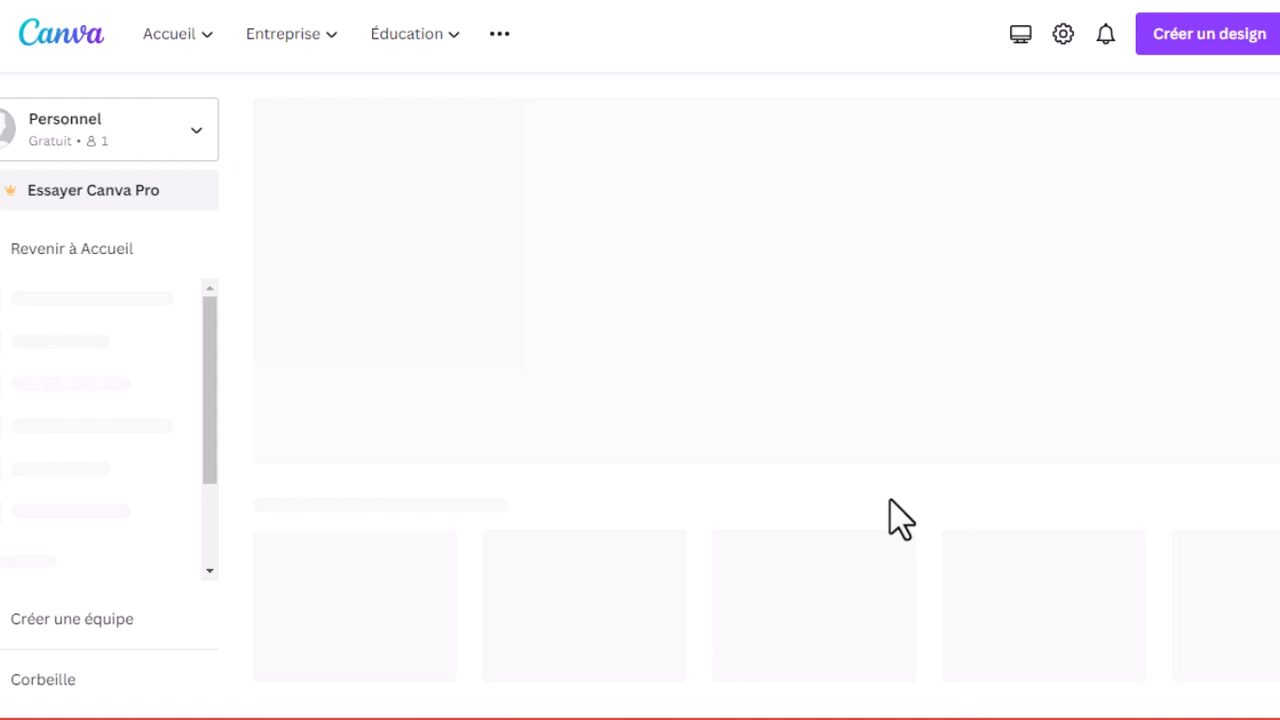 Canva
Accueil
Entreprise
Éducation
Créer un design
Personnel
Gratuit • 1
Essayer Canva Pro
Revenir à Accueil
Créer une équipe
Corbeille